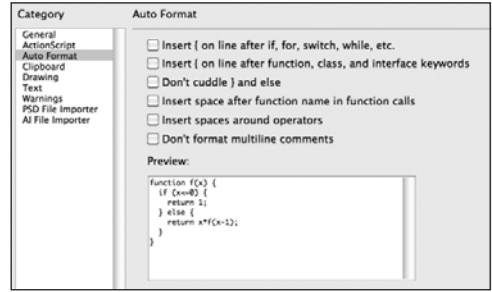 Category
General
ActionScript
Auto Format
Clipboard
Drawing
Text
Warnings
PSD File Importer
AI File Importer
Auto Format
Insert { on line after if, for, switch, while, etc.
Insert { on line after function, class, and interface keywords
Don't cuddle } and else
Insert space after function name in function calls
Insert spaces around operators
Don't format multiline comments
Preview:
function f(x) {
  if (x<=0) {
    return 1;
  } else {
    return x*f(x-1);
  }
}